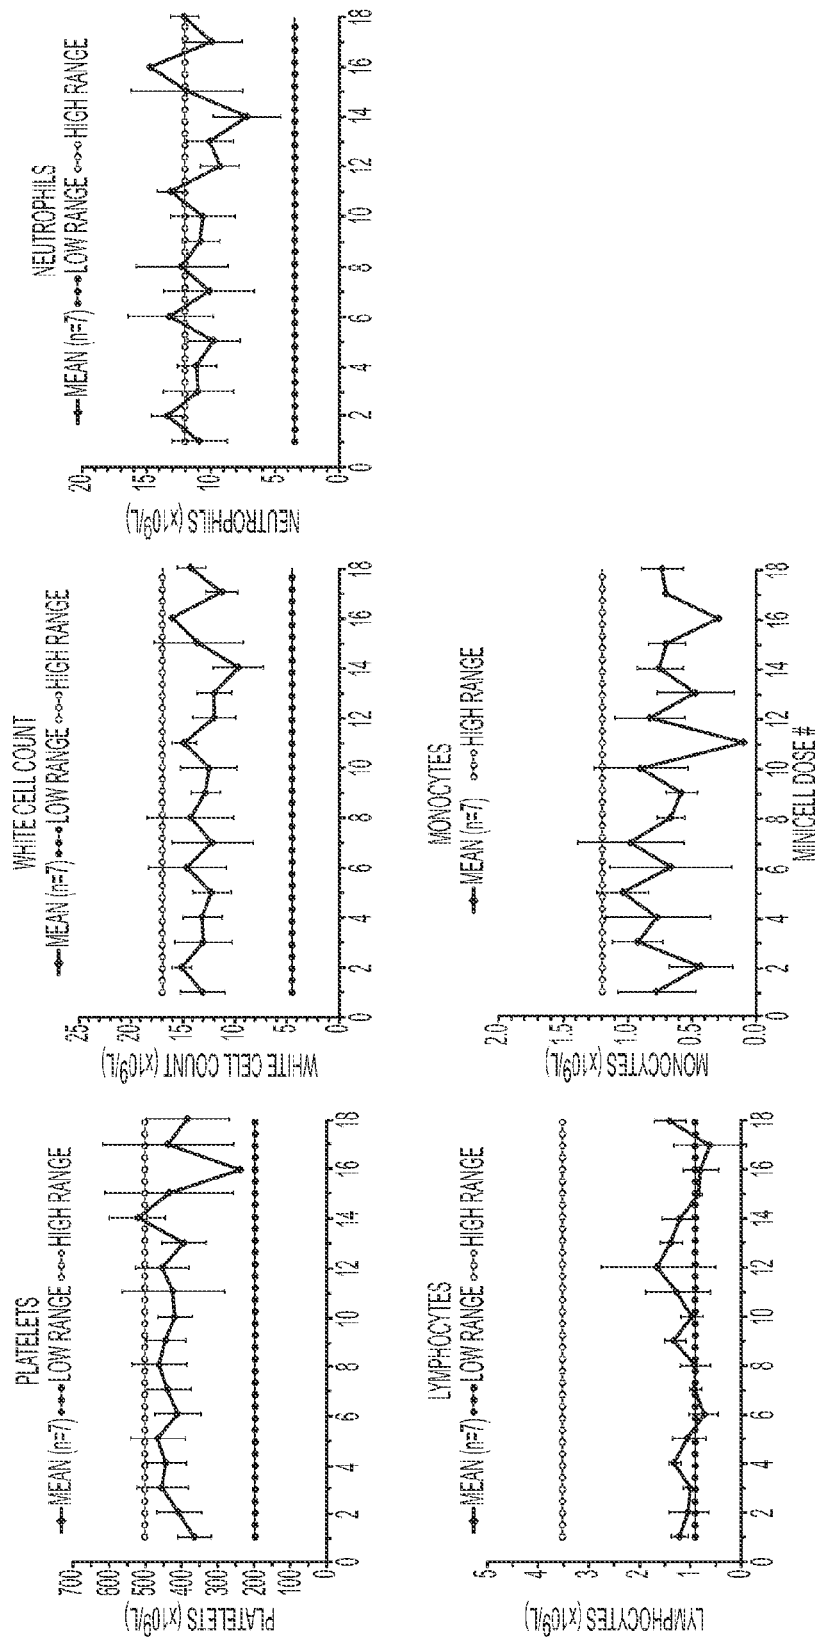 PLATELETS
MEAN (n=7) LOW RANGE HIGH RANGE
PLATELETS (x10⁹/L)
700
600
500
400
300
200
100
0
0 2 4 6 8 10 12 14 16 18
WHITE CELL COUNT
MEAN (n=7) LOW RANGE HIGH RANGE
WHITE CELL COUNT (x10⁹/L)
25
20
15
10
5
0
0 2 4 6 8 10 12 14 16 18
NEUTROPHILS
MEAN (n=7) LOW RANGE HIGH RANGE
NEUTROPHILS (x10⁹/L)
20
15
10
5
0
0 2 4 6 8 10 12 14 16 18
LYMPHOCYTES
MEAN (n=7) LOW RANGE HIGH RANGE
LYMPHOCYTES (x10⁹/L)
5
4
3
2
1
0
0 2 4 6 8 10 12 14 16 18
MONOCYTES
MEAN (n=7) HIGH RANGE
MONOCYTES (x10⁹/L)
2.0
1.5
1.0
0.5
0.0
0 2 4 6 8 10 12 14 16 18
MINICELL DOSE #